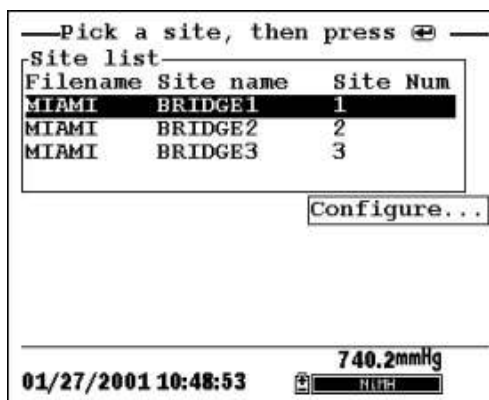 Pick a site, then press
Site list
Filename Site name Site Num
MIAMI BRIDGE1 1
MIAMI BRIDGE2 2
MIAMI BRIDGE3 3
Configure...
740.2mmHg
01/27/2001 10:48:53 NiMH